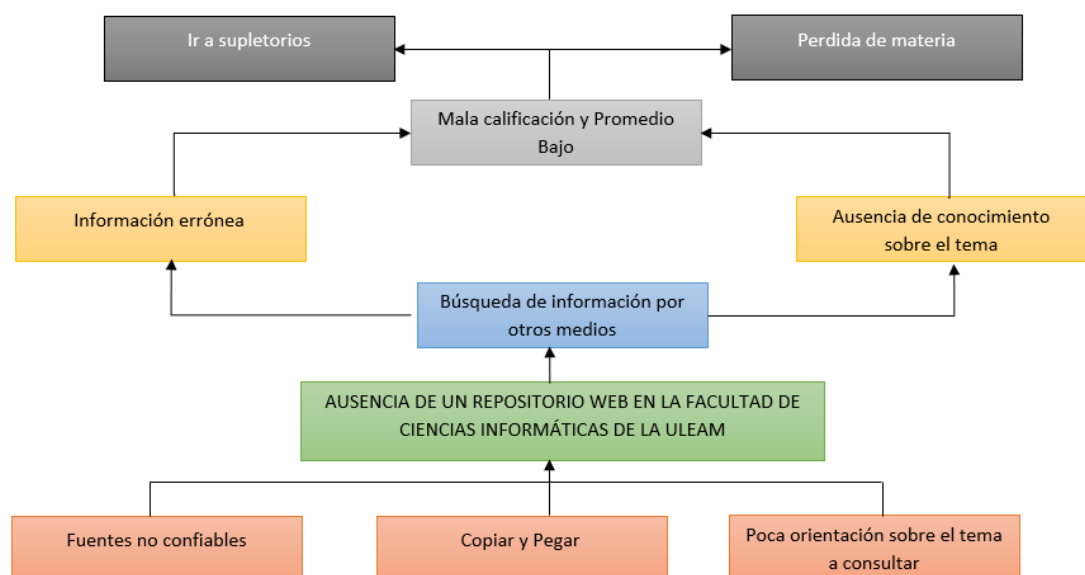 Ir a supletorios
Perdida de materia
Mala calificación y Promedio
Bajo
Información errónea
Ausencia de conocimiento
sobre el tema
Búsqueda de información por
otros medios
AUSENCIA DE UN REPOSITORIO WEB EN LA FACULTAD DE
CIENCIAS INFORMÁTICAS DE LA ULEAM
Fuentes no confiables
Copiar y Pegar
Poca orientación sobre el tema
a consultar